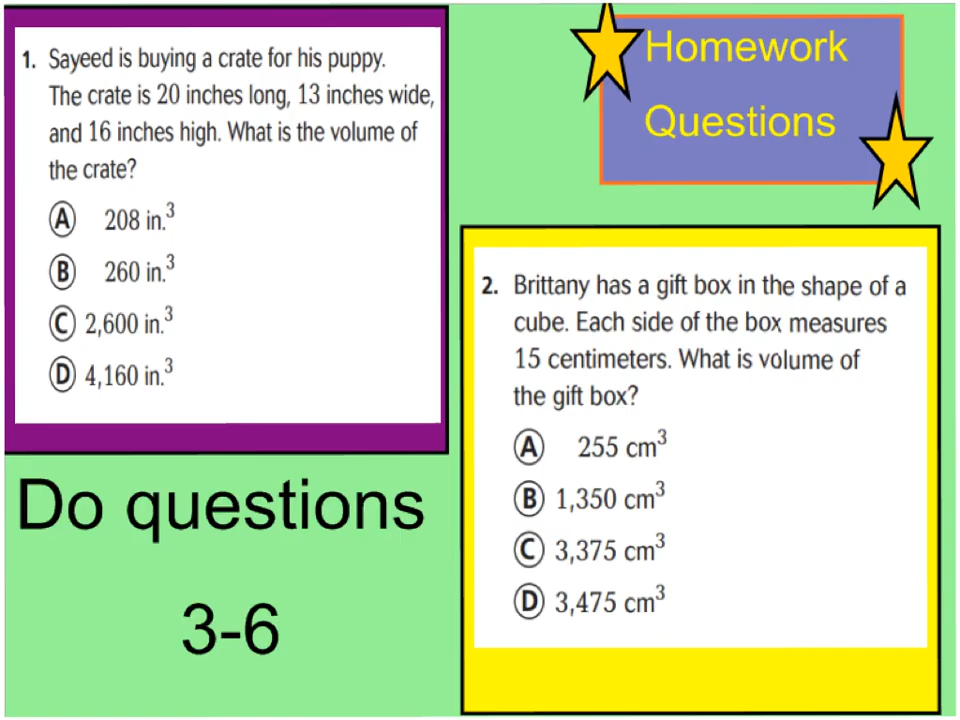 1. Sayeed is buying a crate for his puppy.
The crate is 20 inches long, 13 inches wide,
and 16 inches high. What is the volume of
the crate?
A 208 in.³
B 260 in.³
C 2,600 in.³
D 4,160 in.³
Do questions
3-6
Homework
Questions
2. Brittany has a gift box in the shape of a
cube. Each side of the box measures
15 centimeters. What is volume of
the gift box?
A 255 cm³
B 1,350 cm³
C 3,375 cm³
D 3,475 cm³